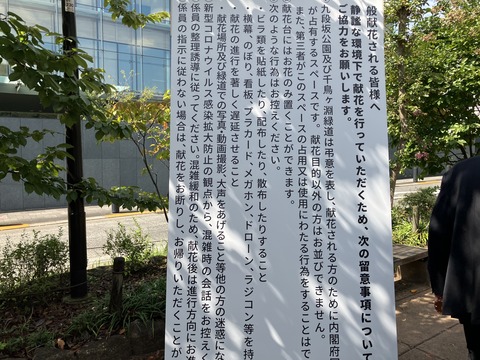 般献花される皆様へ
静謐な環境下で献花を行っていただくため、次の留意事項につい
ご協力をお願いします。
九段坂公園及び千鳥ヶ淵緑道は弔意を表し、献花される方のために内閣府
が占有するスペースです。献花目的以外の方はお並びできません。
また、第三者がこのスペースの占用又は使用にわたる行為をすることはで
献花台にはお花のみ置くことができます。
次のような行為はお控えください。
・ビラ類を貼紙したり、配布したり、散布したりすること
・横幕、のぼり、看板、プラカード、メガホン、ドローン、ラジコン等を持
・献花の進行を著しく遅延させること
・献花場所及び緑道での写真・動画撮影、大声をあげること等他の方の迷惑にな
新型コロナウイルス感染拡大防止の観点から、混雑時の会話をお控えく
係員の整理誘導に従ってください。混雑緩和のため、献花後は進行方向にお進
係員の指示に従わない場合は、献花をお断りし、お帰りいただくことが